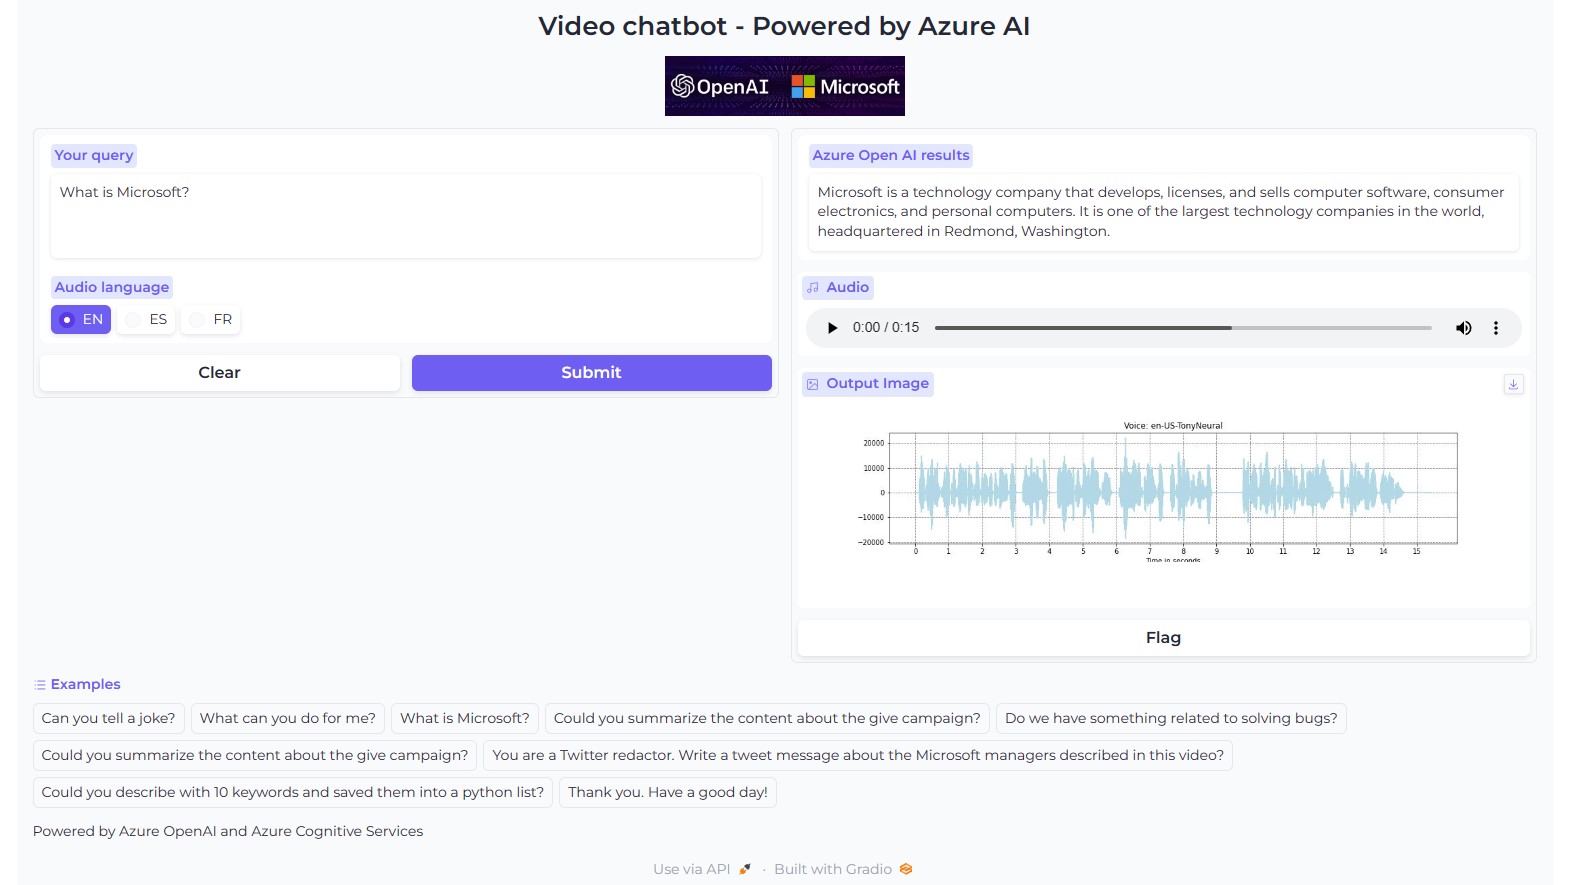 Video chatbot - Powered by Azure AI
OpenAI Microsoft
Your query
What is Microsoft?
Audio language
EN ES FR
Clear Submit
Azure Open AI results
Microsoft is a technology company that develops, licenses, and sells computer software, consumer
electronics, and personal computers. It is one of the largest technology companies in the world,
headquartered in Redmond, Washington.
Audio
0:00 / 0:15
Output Image
Voice: en-US-TonyNeural
20000
10000
0
−10000
−20000
0 1 2 3 4 5 6 7 8 9 10 11 12 13 14 15
Time in seconds
Flag
Examples
Can you tell a joke? What can you do for me? What is Microsoft? Could you summarize the content about the give campaign? Do we have something related to solving bugs?
Could you summarize the content about the give campaign? You are a Twitter redactor. Write a tweet message about the Microsoft managers described in this video?
Could you describe with 10 keywords and saved them into a python list? Thank you. Have a good day!
Powered by Azure OpenAI and Azure Cognitive Services
Use via API · Built with Gradio